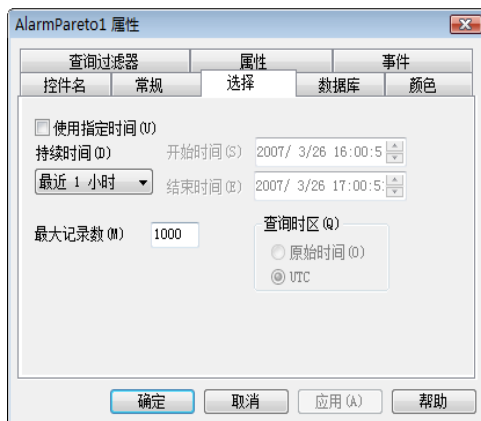 AlarmPareto1 属性
查询过滤器 属性 事件
控件名 常规 选择 数据库 颜色
使用指定时间(U)
持续时间(D) 开始时间(S) 2007/ 3/26 16:00:5
最近 1 小时 结束时间(E) 2007/ 3/26 17:00:5:
最大记录数(M) 1000 查询时区(Q)
原始时间(O)
UTC
确定 取消 应用(A) 帮助